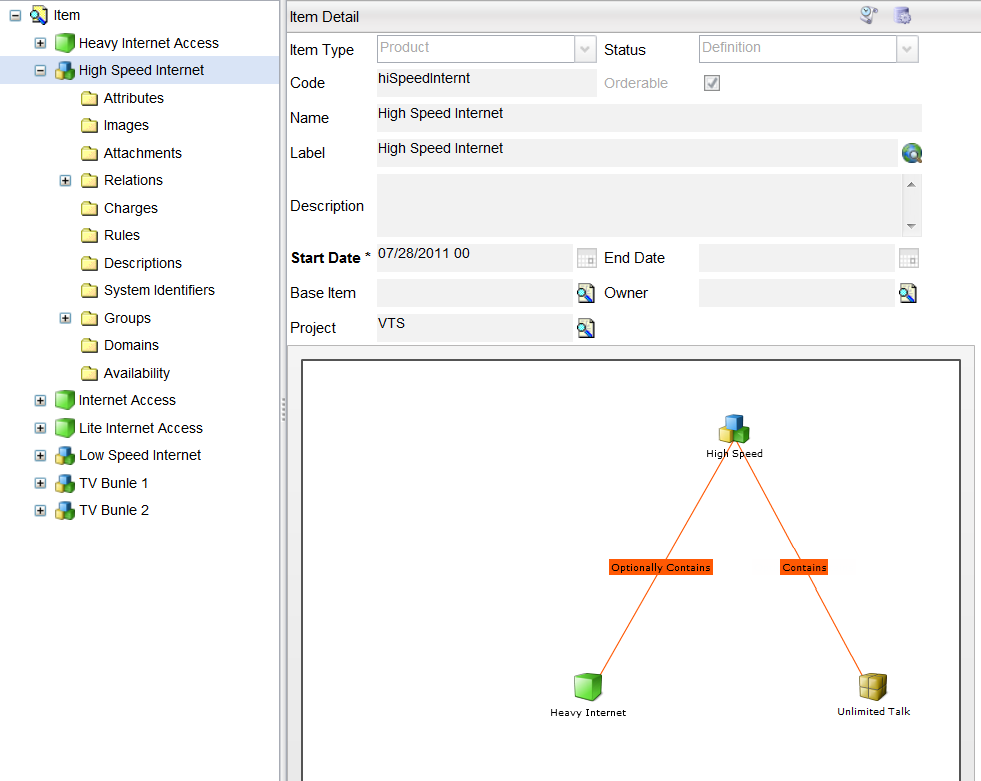 Item
Heavy Internet Access
High Speed Internet
Attributes
Images
Attachments
Relations
Charges
Rules
Descriptions
System Identifiers
Groups
Domains
Availability
Internet Access
Lite Internet Access
Low Speed Internet
TV Bunle 1
TV Bunle 2
Item Detail
Item Type Product Status Definition
Code hiSpeedInternt Orderable
Name High Speed Internet
Label High Speed Internet
Description
Start Date * 07/28/2011 00 End Date
Base Item Owner
Project VTS
High Speed
Optionally Contains Contains
Heavy Internet Unlimited Talk